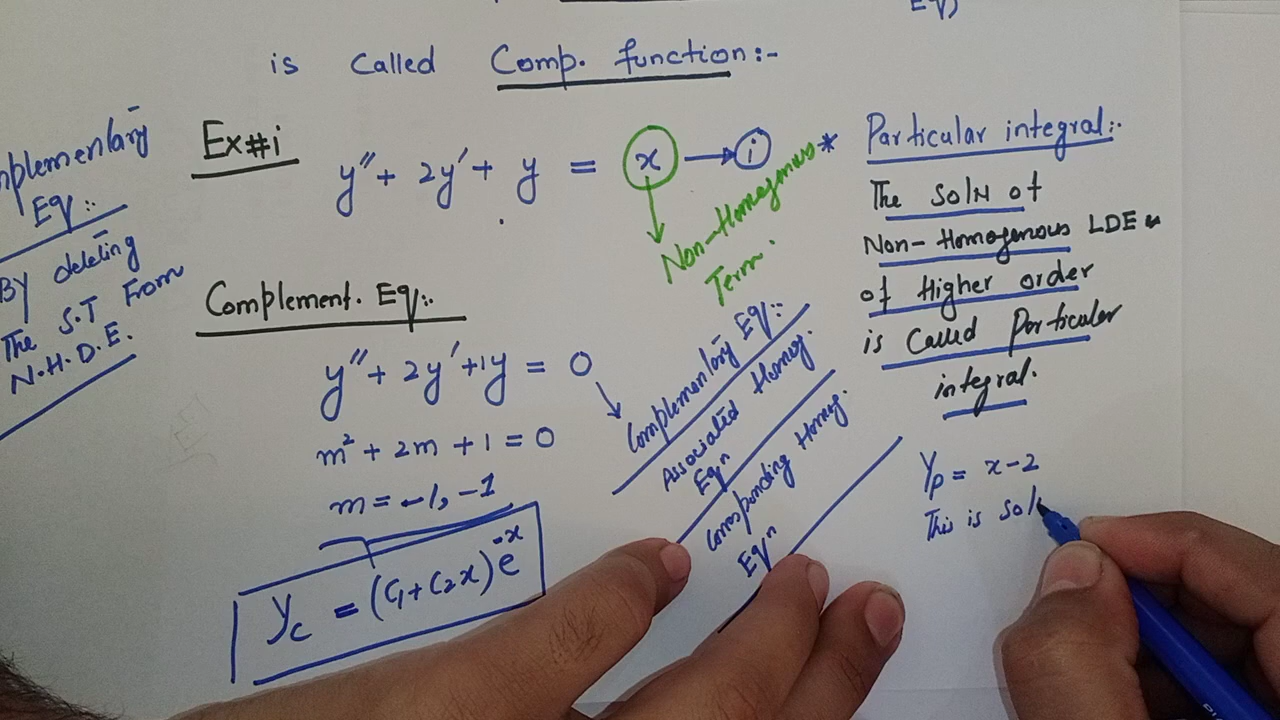 Eq)
is Called Comp. function:-
mplementary
Eq:-
By deleting
The S.T From
N.H.D.E.
Ex#i
y″ + 2y′ + y = x → i
Non-Homogenous *
Term.
Complement. Eq:-
y″ + 2y′ + 1y = 0
m² + 2m + 1 = 0
m = -1, -1
Yc = (C1 + C2x) e^-x
Complementary Eq:-
Associated Homog.
Eqn
Corresponding Homog.
Eqn
Particular integral:-
The SolN of
Non-Homogenous LDE
of Higher order
is Called Particular
integral.
Yp = x-2
This is sol